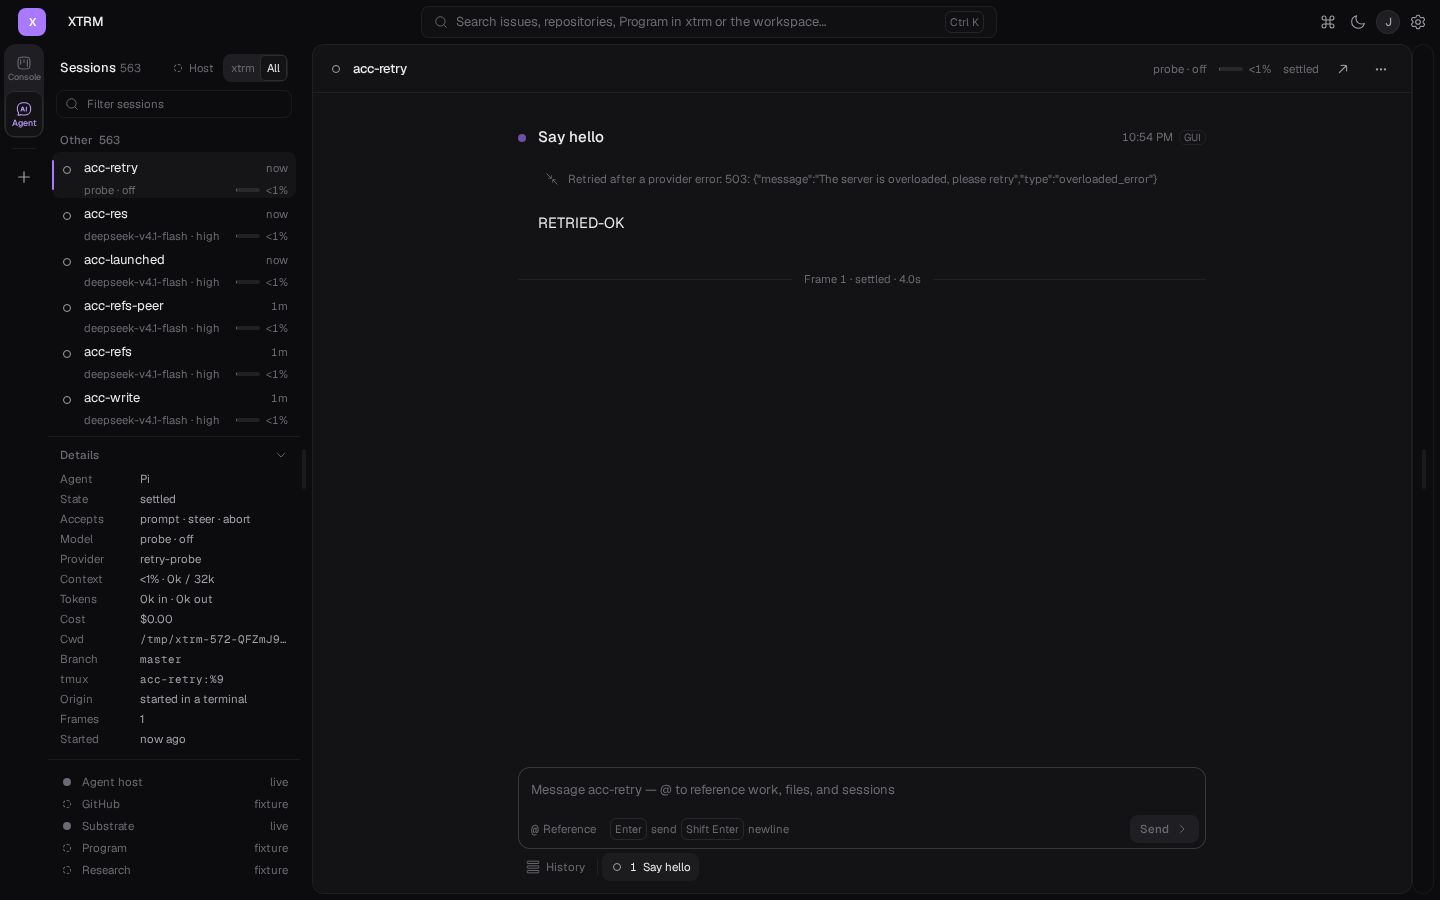 X XTRM
Search issues, repositories, Program in xtrm or the workspace... Ctrl K
J
Console
AI
Agent
Sessions 563 Host xtrm All
Filter sessions
Other 563
acc-retry now
probe · off <1%
acc-res now
deepseek-v4.1-flash · high <1%
acc-launched now
deepseek-v4.1-flash · high <1%
acc-refs-peer 1m
deepseek-v4.1-flash · high <1%
acc-refs 1m
deepseek-v4.1-flash · high <1%
acc-write 1m
deepseek-v4.1-flash · high <1%
Details
Agent Pi
State settled
Accepts prompt · steer · abort
Model probe · off
Provider retry-probe
Context <1% · 0k / 32k
Tokens 0k in · 0k out
Cost $0.00
Cwd /tmp/xtrm-572-QFZmJ9…
Branch master
tmux acc-retry:%9
Origin started in a terminal
Frames 1
Started now ago
Agent host live
GitHub fixture
Substrate live
Program fixture
Research fixture
acc-retry probe · off <1% settled
Say hello 10:54 PM GUI
Retried after a provider error: 503: {"message":"The server is overloaded, please retry","type":"overloaded_error"}
RETRIED-OK
Frame 1 · settled · 4.0s
Message acc-retry — @ to reference work, files, and sessions
@ Reference Enter send Shift Enter newline Send
History 1 Say hello